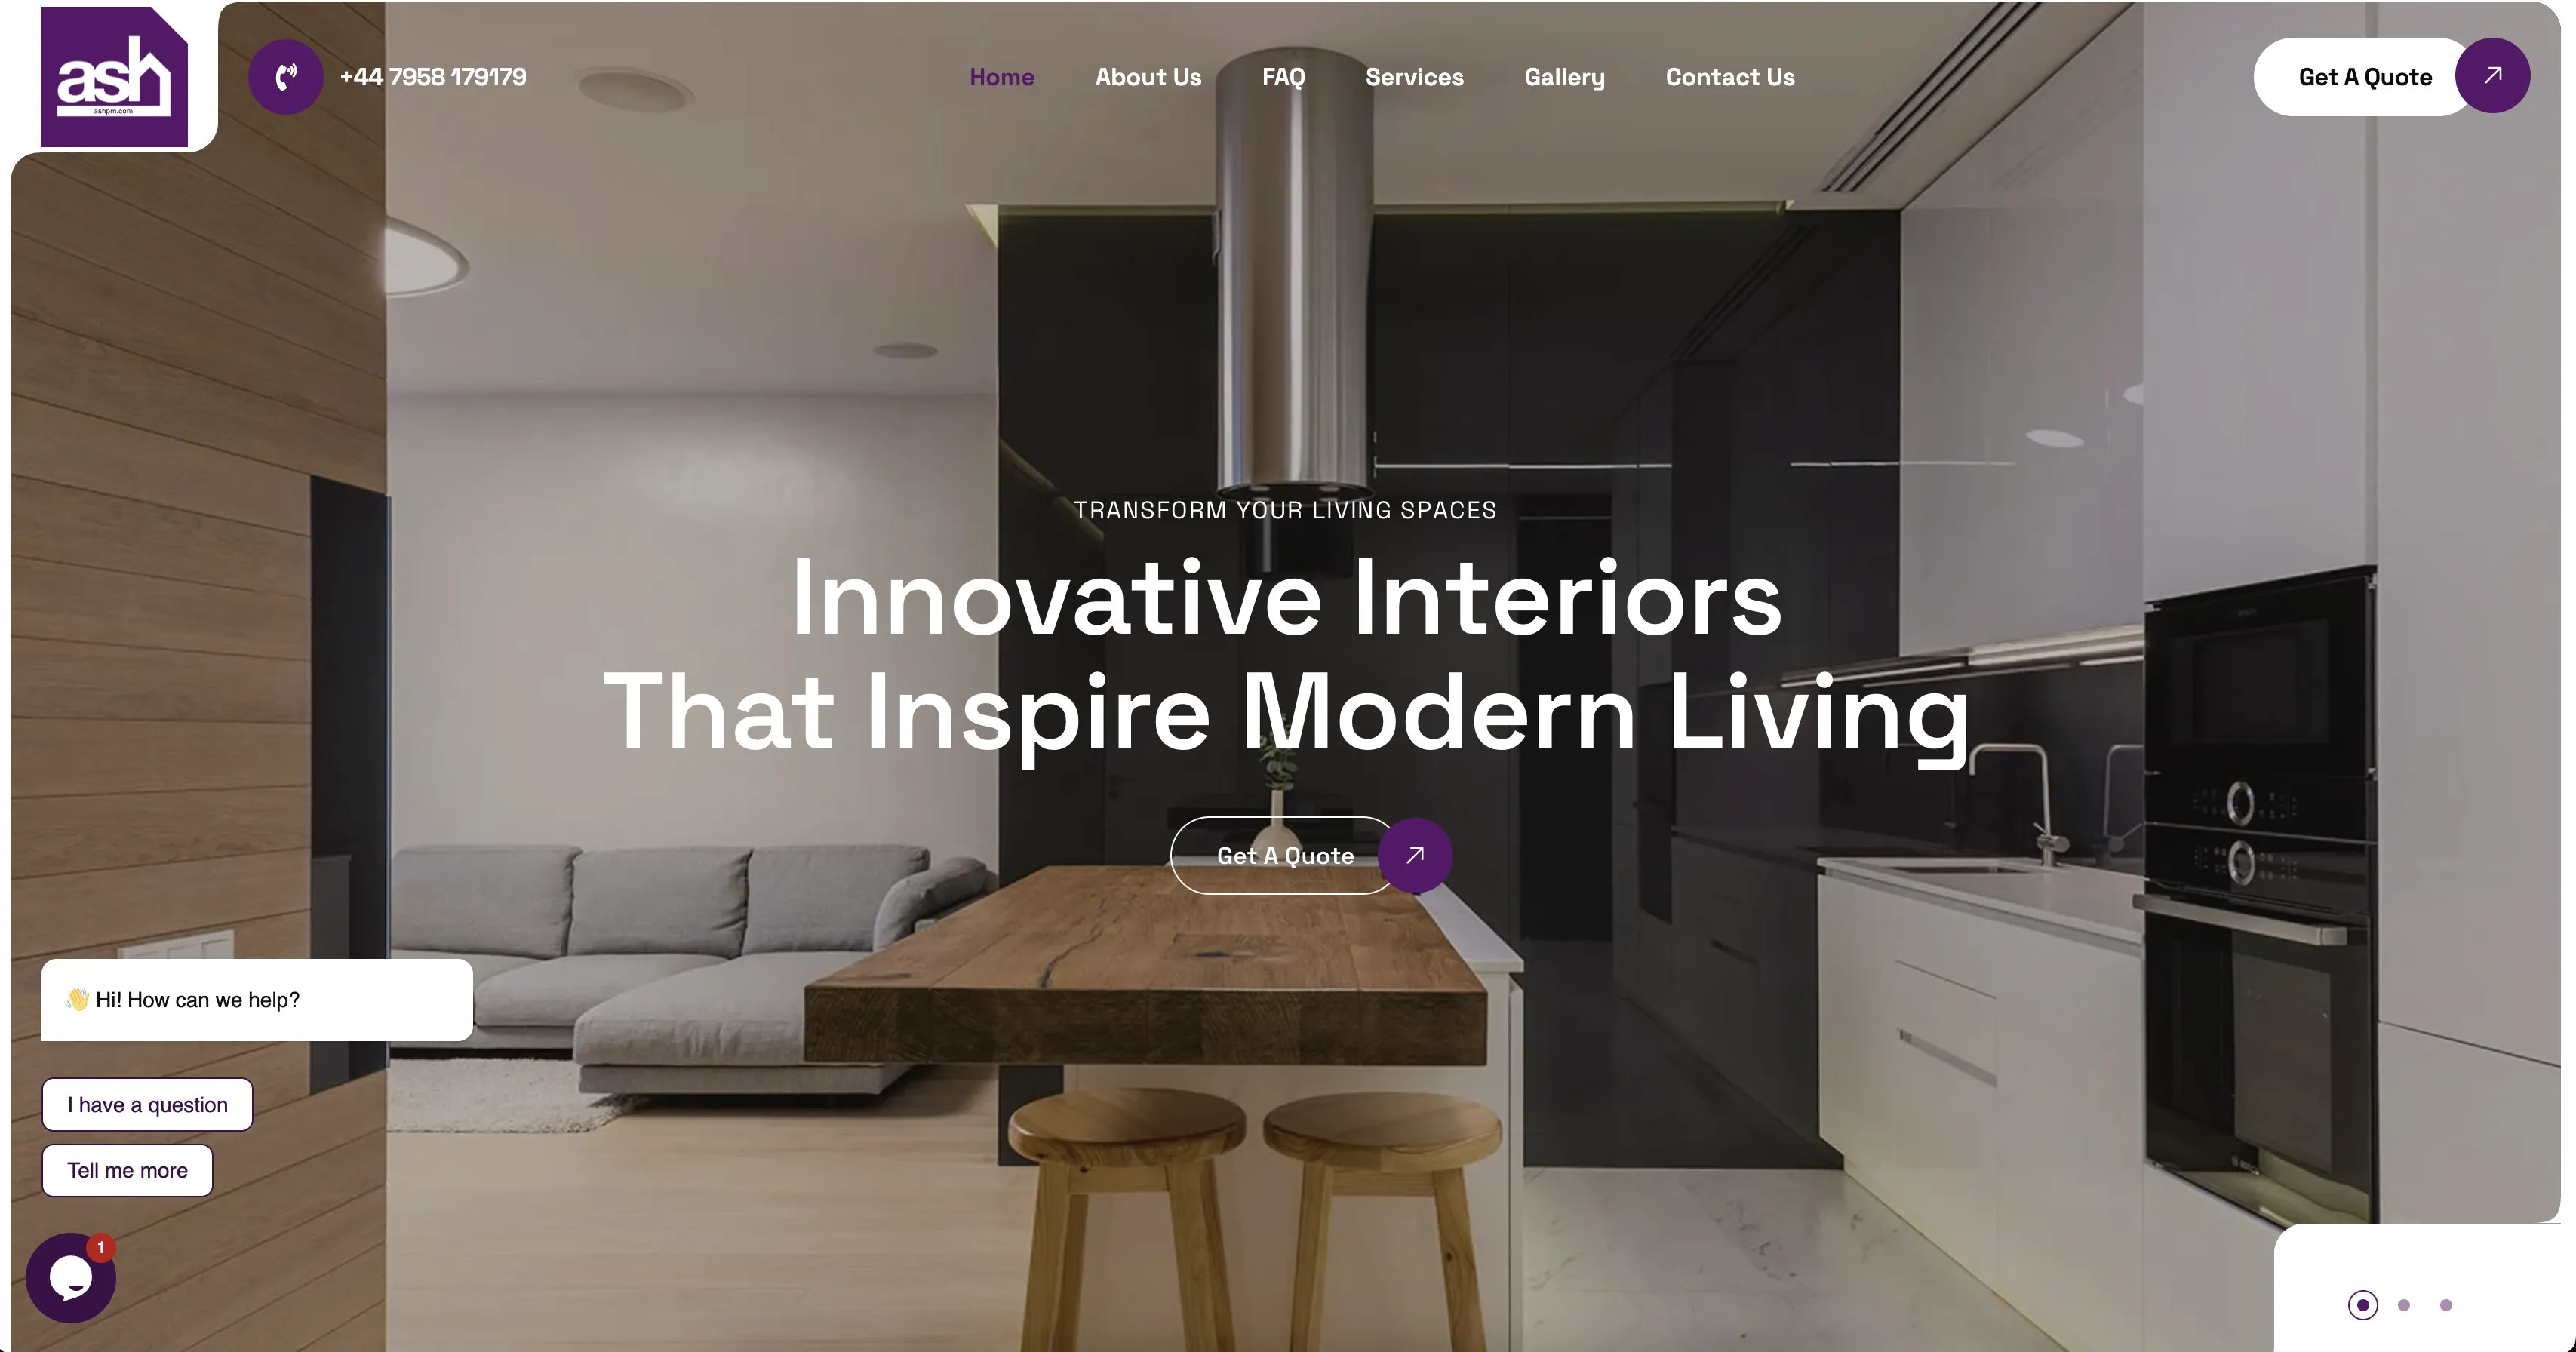 ash
ashpm.com
+44 7958 179179
Home
About Us
FAQ
Services
Gallery
Contact Us
Get A Quote
TRANSFORM YOUR LIVING SPACES
Innovative Interiors
That Inspire Modern Living
Get A Quote
👋 Hi! How can we help?
I have a question
Tell me more
1